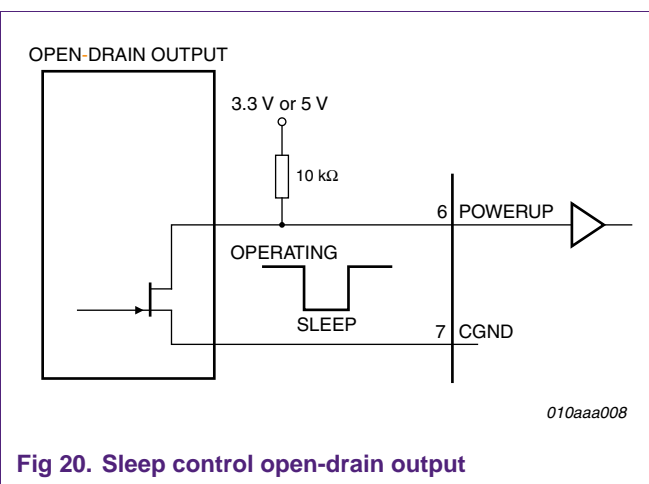 OPEN-DRAIN OUTPUT
3.3 V or 5 V
10 kΩ
6 POWERUP
OPERATING
SLEEP
7 CGND
010aaa008
Fig 20. Sleep control open-drain output